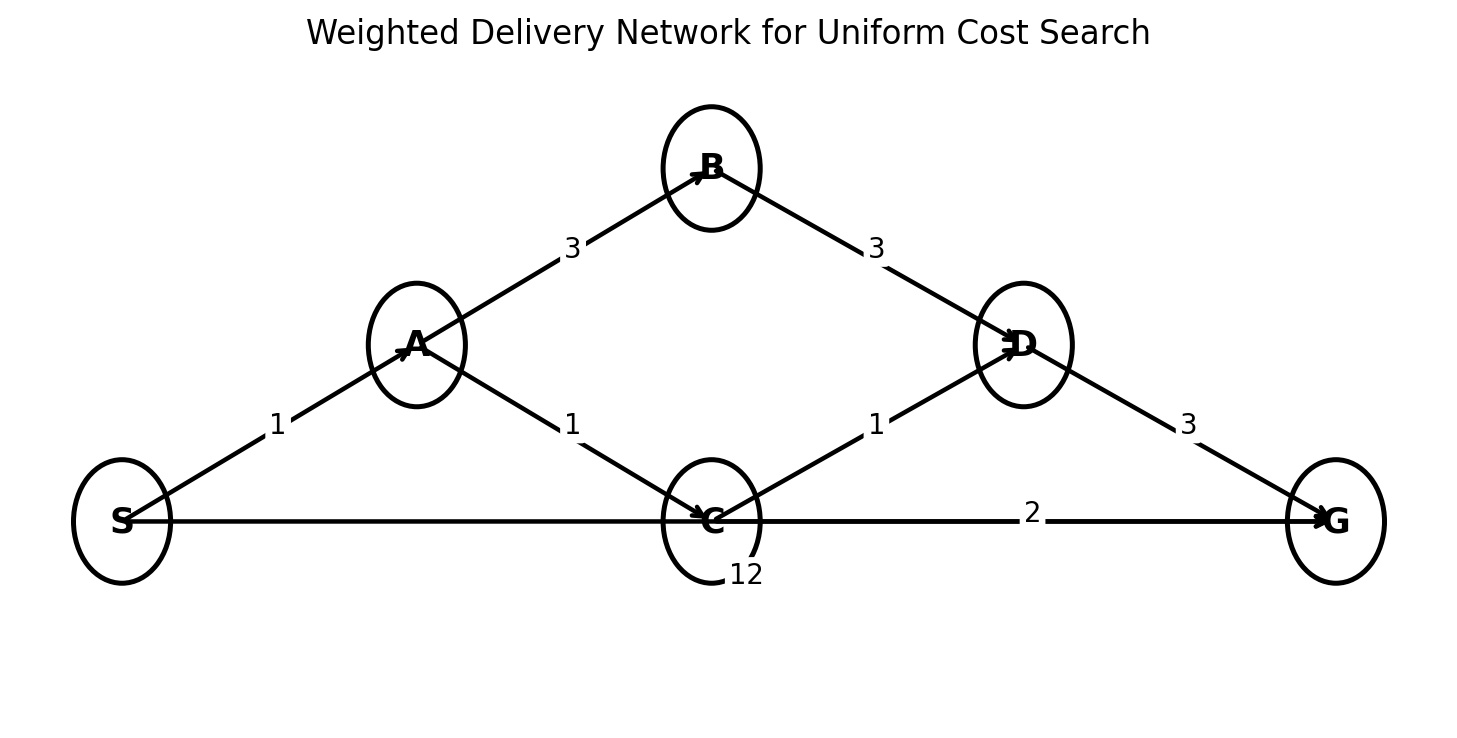 Weighted Delivery Network for Uniform Cost Search
B
3
3
A
D
1
1
1
3
S
C
2
G
12